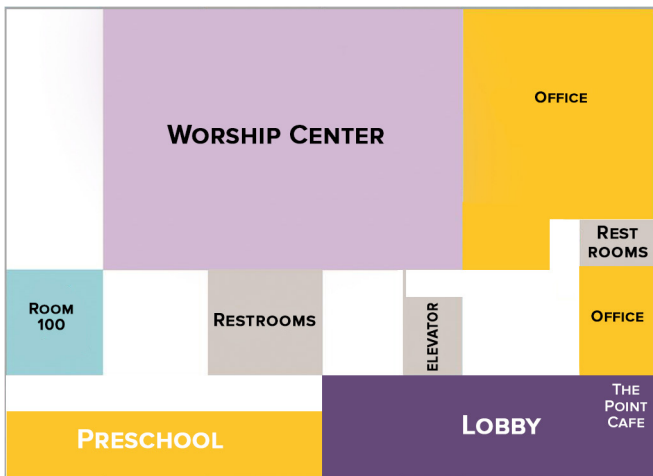 OFFICE
WORSHIP CENTER
REST
ROOMS
ROOM
100
RESTROOMS
ELEVATOR
OFFICE
THE
POINT
CAFE
LOBBY
PRESCHOOL